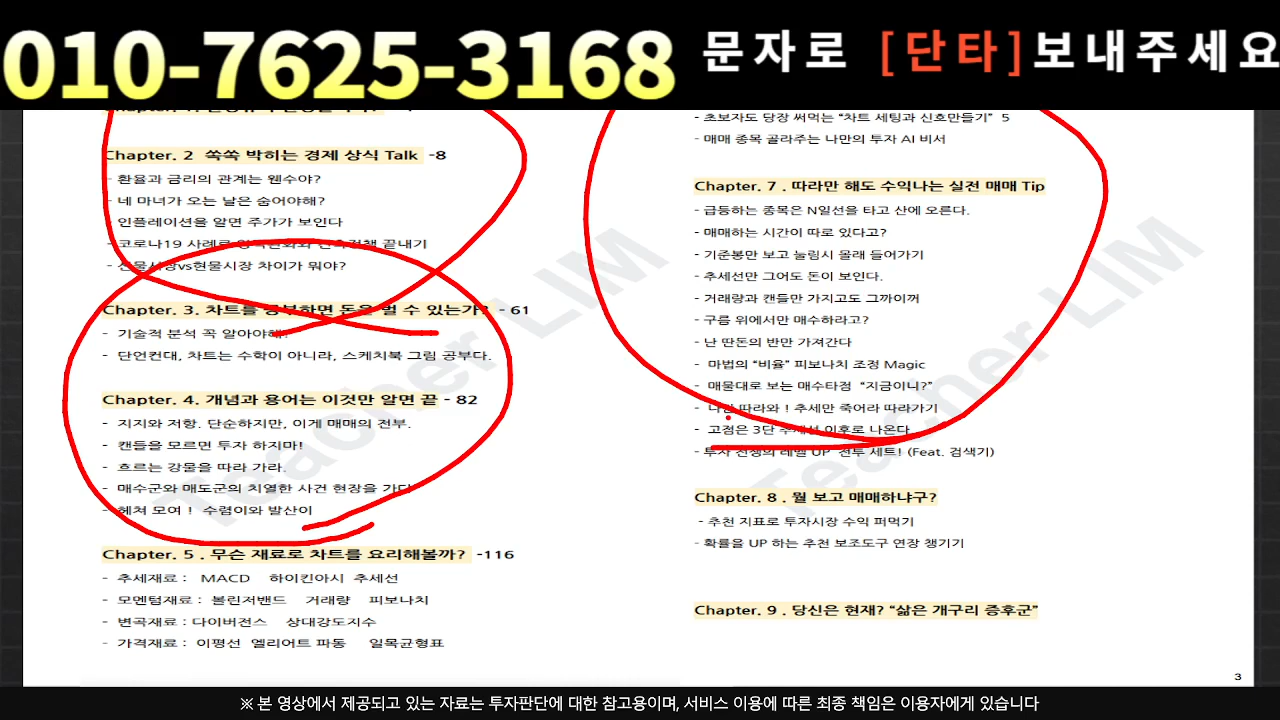 010-7625-3168 문자로 [단타]보내주세요
Chapter. 2 쏙쏙 박히는 경제 상식 Talk -8
- 환율과 금리의 관계는 웬수야?
- 네 마녀가 오는 날은 숨어야해?
인플레이션을 알면 주가가 보인다
- 코로나19 사례로 끝내기
- 선물시장vs현물시장 차이가 뭐야?
Chapter. 3. 차트를 공부하면 돈을 벌 수 있는가? - 61
- 기술적 분석 꼭 알아야해?
- 단언컨대, 차트는 수학이 아니라, 스케치북 그림 공부다.
Chapter. 4. 개념과 용어는 이것만 알면 끝 - 82
- 지지와 저항. 단순하지만, 이게 매매의 전부.
- 캔들을 모르면 투자 하지마!
- 흐르는 강물을 따라 가라.
- 매수군와 매도군의 치열한 사건 현장을 가다
- 헤쳐 모여 ! 수렴이와 발산이
Chapter. 5 . 무슨 재료로 차트를 요리해볼까? -116
- 추세재료 : MACD 하이킨아시 추세선
- 모멘텀재료 : 볼린저밴드 거래량 피보나치
- 변곡재료 : 다이버전스 상대강도지수
- 가격재료 : 이평선 엘리어트 파동 일목균형표
- 초보자도 당장 써먹는 “차트 세팅과 신호만들기” 5
- 매매 종목 골라주는 나만의 투자 AI 비서
Chapter. 7 . 따라만 해도 수익나는 실전 매매 Tip
- 급등하는 종목은 N일선을 타고 산에 오른다.
- 매매하는 시간이 따로 있다고?
- 기준봉만 보고 눌림시 몰래 들어가기
- 추세선만 그어도 돈이 보인다.
- 거래량과 캔들만 가지고도 그까이꺼
- 구름 위에서만 매수하라고?
- 난 딴돈의 반만 가져간다
- 마법의 “비율” 피보나치 조정 Magic
- 매물대로 보는 매수타점 “지금이니?”
- 나만 따라와 ! 추세만 죽어라 따라가기
- 고점은 3단 추세선 이후로 나온다.
- 투자 전쟁의 레벨 UP 전투 세트! (Feat. 검색기)
Chapter. 8 . 뭘 보고 매매하냐구?
- 추천 지표로 투자시장 수익 퍼먹기
- 확률을 UP 하는 추천 보조도구 연장 챙기기
Chapter. 9 . 당신은 현재? “삶은 개구리 증후군”
Teacher LIM
Teacher LIM
3
※ 본 영상에서 제공되고 있는 자료는 투자판단에 대한 참고용이며, 서비스 이용에 따른 최종 책임은 이용자에게 있습니다